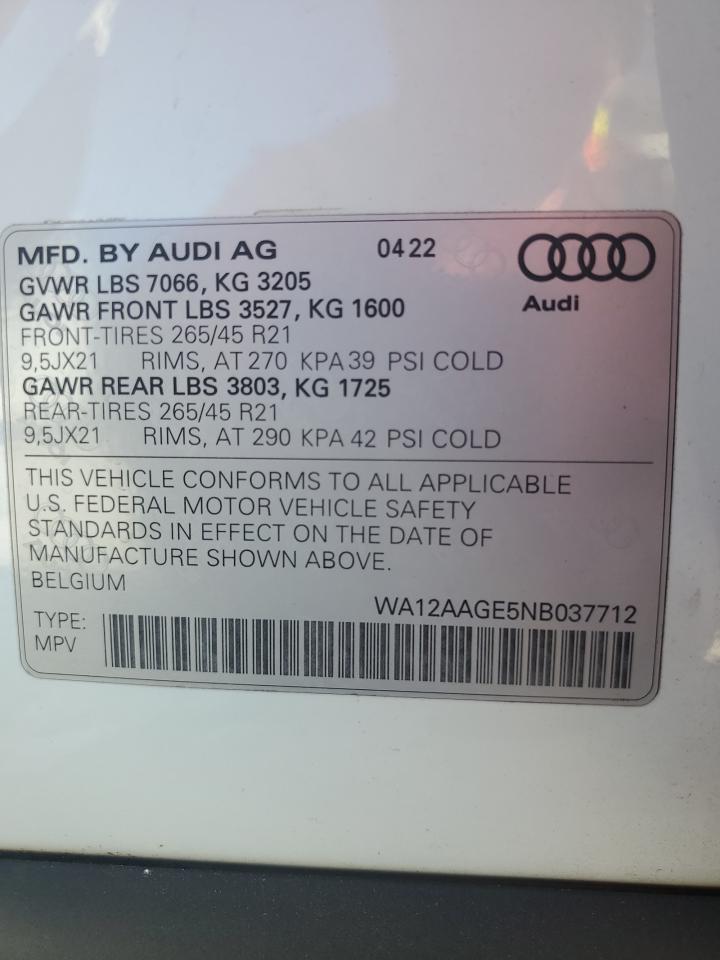 MFD. BY AUDI AG 0422
Audi
GVWR LBS 7066, KG 3205
GAWR FRONT LBS 3527, KG 1600
FRONT-TIRES 265/45 R21
9,5JX21 RIMS, AT 270 KPA 39 PSI COLD
GAWR REAR LBS 3803, KG 1725
REAR-TIRES 265/45 R21
9,5JX21 RIMS, AT 290 KPA 42 PSI COLD
THIS VEHICLE CONFORMS TO ALL APPLICABLE
U.S. FEDERAL MOTOR VEHICLE SAFETY
STANDARDS IN EFFECT ON THE DATE OF
MANUFACTURE SHOWN ABOVE.
BELGIUM
WA12AAGE5NB037712
TYPE:
MPV